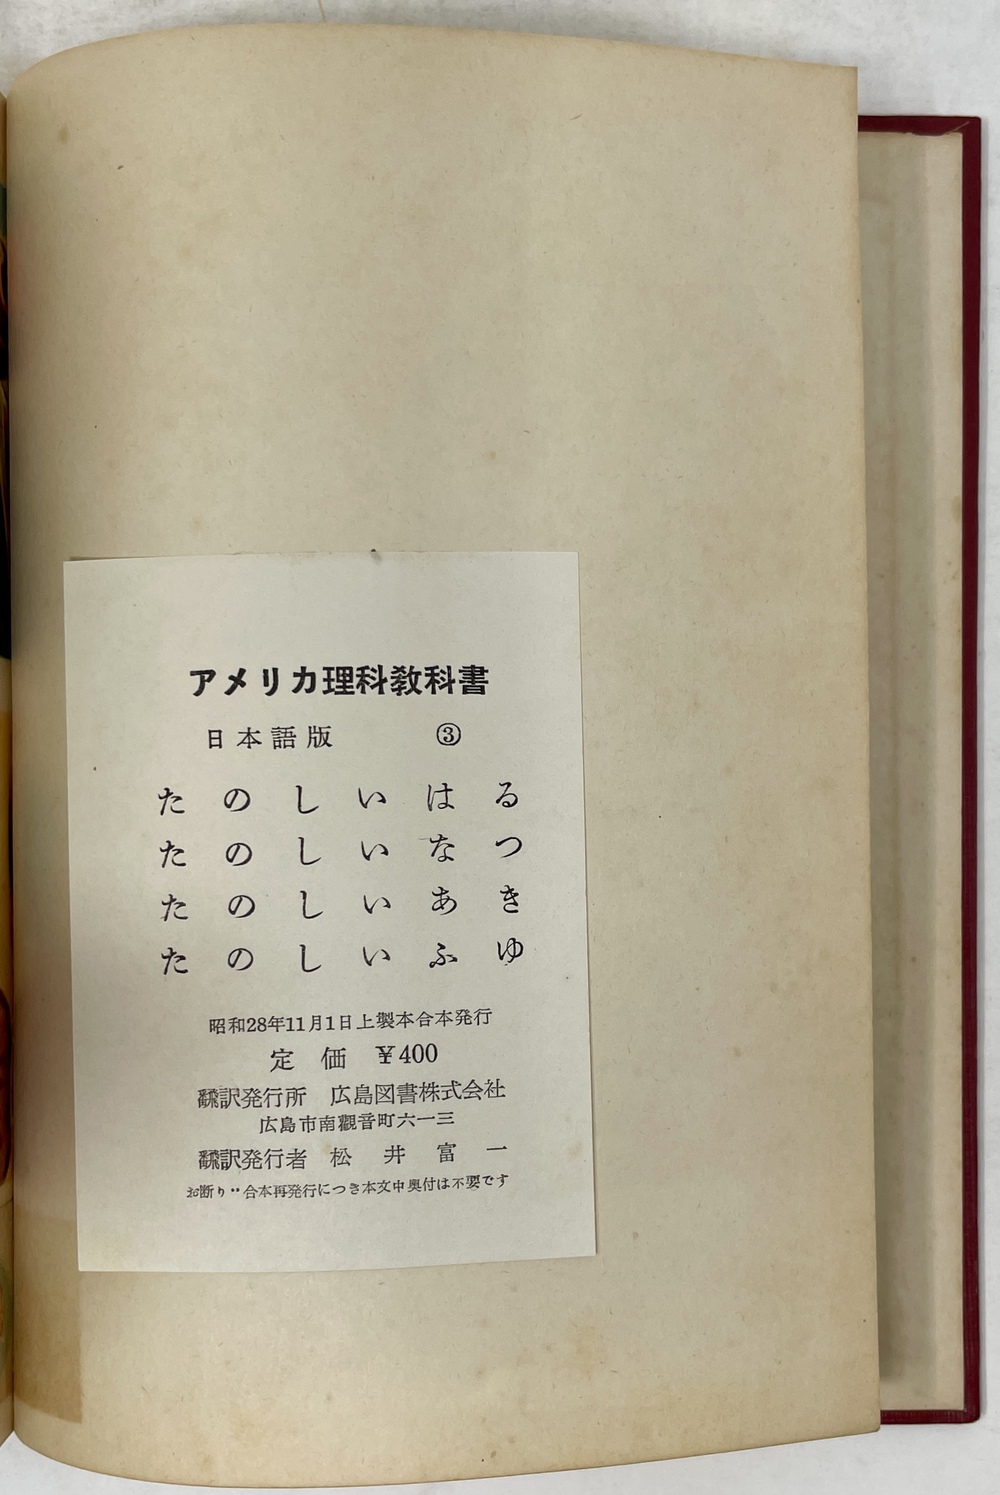 アメリカ理科教科書
日本語版 ③
たのしいはる
たのしいなつ
たのしいあき
たのしいふゆ
昭和28年11月1日上製本合本発行
定価 ¥400
翻訳発行所 広島図書株式会社
広島市南觀音町六一三
翻訳発行者 松井富一
お断り‥合本再発行につき本文中奥付は不要です